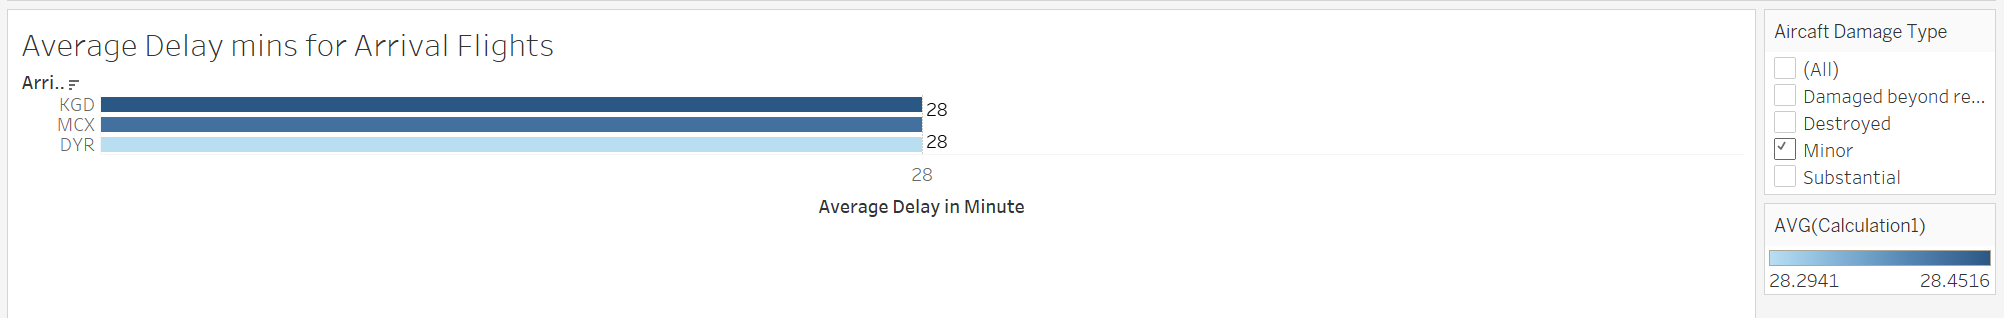 Average Delay mins for Arrival Flights
Arri..
KGD
28
MCX
DYR
28
28
Average Delay in Minute
Aircaft Damage Type
(All)
Damaged beyond re...
Destroyed
Minor
Substantial
AVG(Calculation1)
28.2941 28.4516